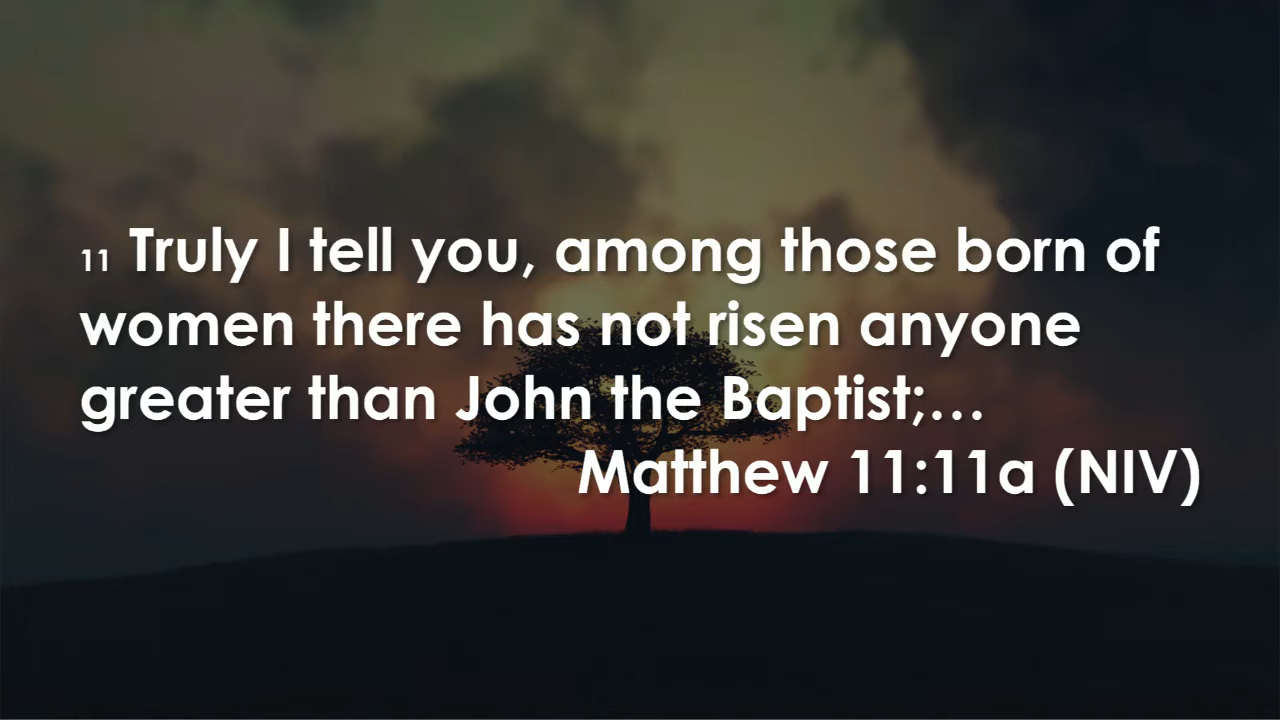 11 Truly I tell you, among those born of
women there has not risen anyone
greater than John the Baptist;…
Matthew 11:11a (NIV)